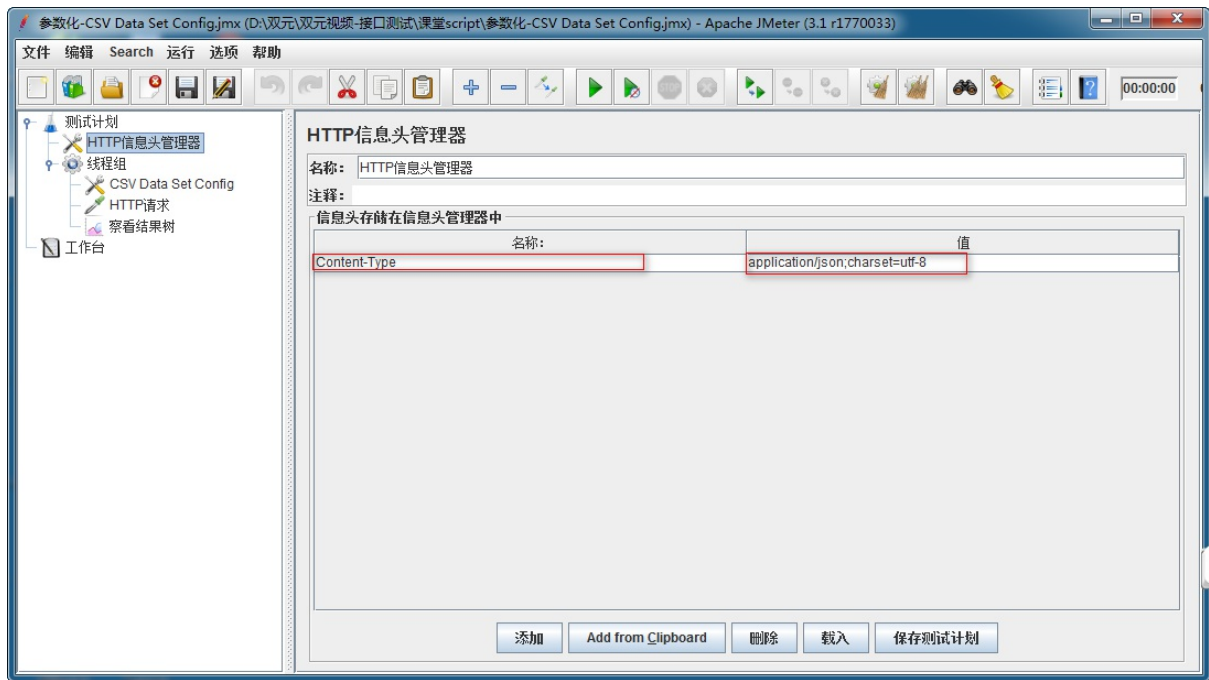 参数化-CSV Data Set Config.jmx (D:\双元\双元视频-接口测试\课堂script\参数化-CSV Data Set Config.jmx) - Apache JMeter (3.1 r1770033)
文件 编辑 Search 运行 选项 帮助
STOP 00:00:00
测试计划
HTTP信息头管理器
线程组
CSV Data Set Config
HTTP请求
察看结果树
工作台
HTTP信息头管理器
名称: HTTP信息头管理器
注释:
信息头存储在信息头管理器中
名称: 值
Content-Type application/json;charset=utf-8
添加 Add from Clipboard 删除 载入 保存测试计划